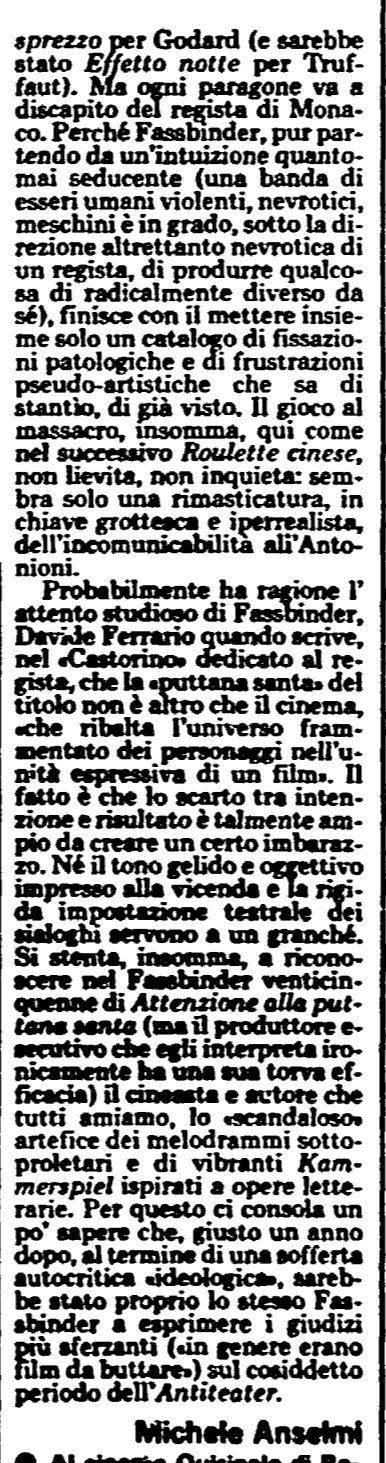 sprezzo per Godard (e sarebbe
stato Effetto notte per Truf-
faut). Ma ogni paragone va a
discapito del regista di Mona-
co. Perché Fassbinder, pur par-
tendo da un'intuizione quanto-
mai seducente (una banda di
esseri umani violenti, nevrotici,
meschini è in grado, sotto la di-
rezione altrettanto nevrotica di
un regista, di produrre qualco-
sa di radicalmente diverso da
sé), finisce con il mettere insie-
me solo un catalogo di fissazio-
ni patologiche e di frustrazioni
pseudo-artistiche che sa di
stantìo, di già visto. Il gioco al
massacro, insomma, qui come
nel successivo Roulette cinese,
non lievita, non inquieta: sem-
bra solo una rimasticatura, in
chiave grottesca e iperrealista,
dell'incomunicabilità all'Anto-
nioni.
Probabilmente ha ragione l'
attento studioso di Fassbinder,
Davide Ferrario quando scrive,
nel «Castorino» dedicato al re-
gista, che la «puttana santa» del
titolo non è altro che il cinema,
«che ribalta l'universo fram-
mentato dei personaggi nell'u-
nità espressiva di un film». Il
fatto è che lo scarto tra inten-
zione e risultato è talmente am-
pio da creare un certo imbaraz-
zo. Né il tono gelido e oggettivo
impresso alla vicenda e la rigi-
da impostazione teatrale dei
sialoghi servono a un granché.
Si stenta, insomma, a ricono-
scere nel Fassbinder venticin-
quenne di Attenzione alla put-
tana santa (ma il produttore e-
secutivo che egli interpreta iro-
nicamente ha una sua torva ef-
ficacia) il cineasta e autore che
tutti amiamo, lo «scandaloso»
artefice dei melodrammi sotto-
proletari e di vibranti Kam-
merspiel ispirati a opere lette-
rarie. Per questo ci consola un
po' sapere che, giusto un anno
dopo, al termine di una sofferta
autocritica «ideologica», sareb-
be stato proprio lo stesso Fas-
sbinder a esprimere i giudizi
più sferzanti («in genere erano
film da buttare») sul cosiddetto
periodo dell'Antiteater.
Michele Anselmi
● Al cinema Quirinale di Ro-